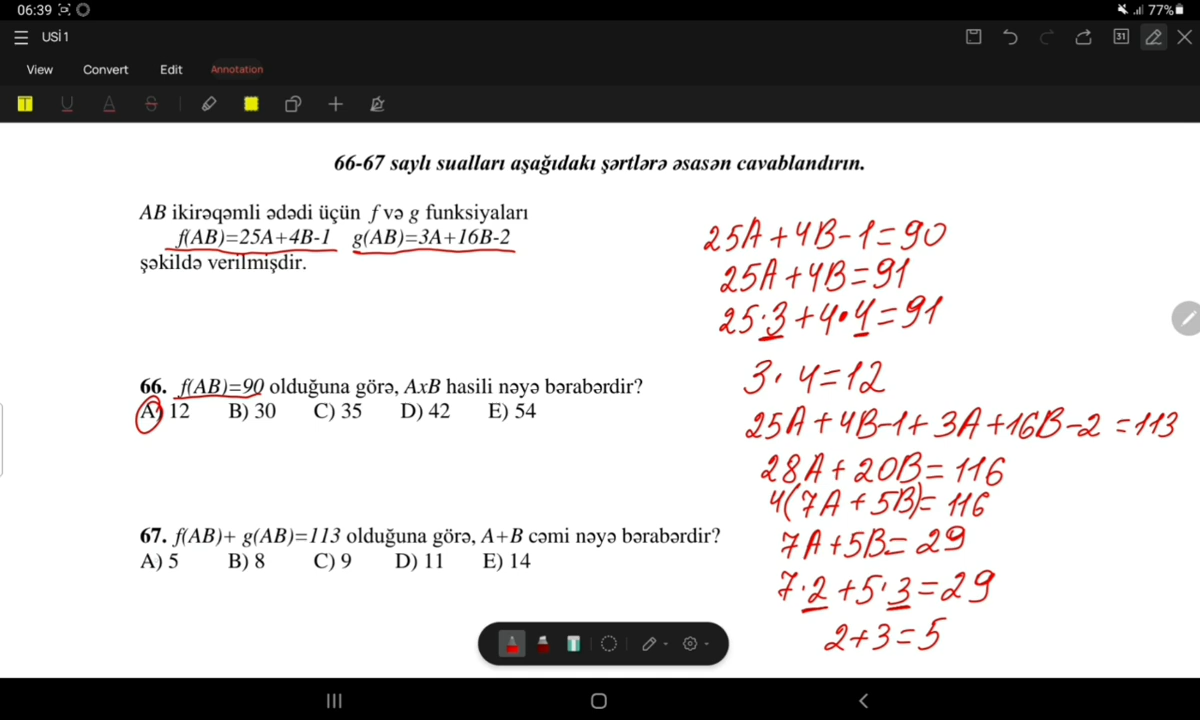 06:39
77%
USİ 1
31
View Convert Edit Annotation
T U A S
66-67 saylı sualları aşağıdakı şərtlərə əsasən cavablandırın.
AB ikirəqəmli ədədi üçün f və g funksiyaları
f(AB)=25A+4B-1 g(AB)=3A+16B-2
şəkildə verilmişdir.
66. f(AB)=90 olduğuna görə, AxB hasili nəyə bərabərdir?
A) 12 B) 30 C) 35 D) 42 E) 54
67. f(AB)+ g(AB)=113 olduğuna görə, A+B cəmi nəyə bərabərdir?
A) 5 B) 8 C) 9 D) 11 E) 14
25A+4B-1=90
25A+4B=91
25·3+4·4=91
3·4=12
25A+4B-1+3A+16B-2=113
28A+20B=116
4(7A+5B)=116
7A+5B=29
7·2+5·3=29
2+3=5